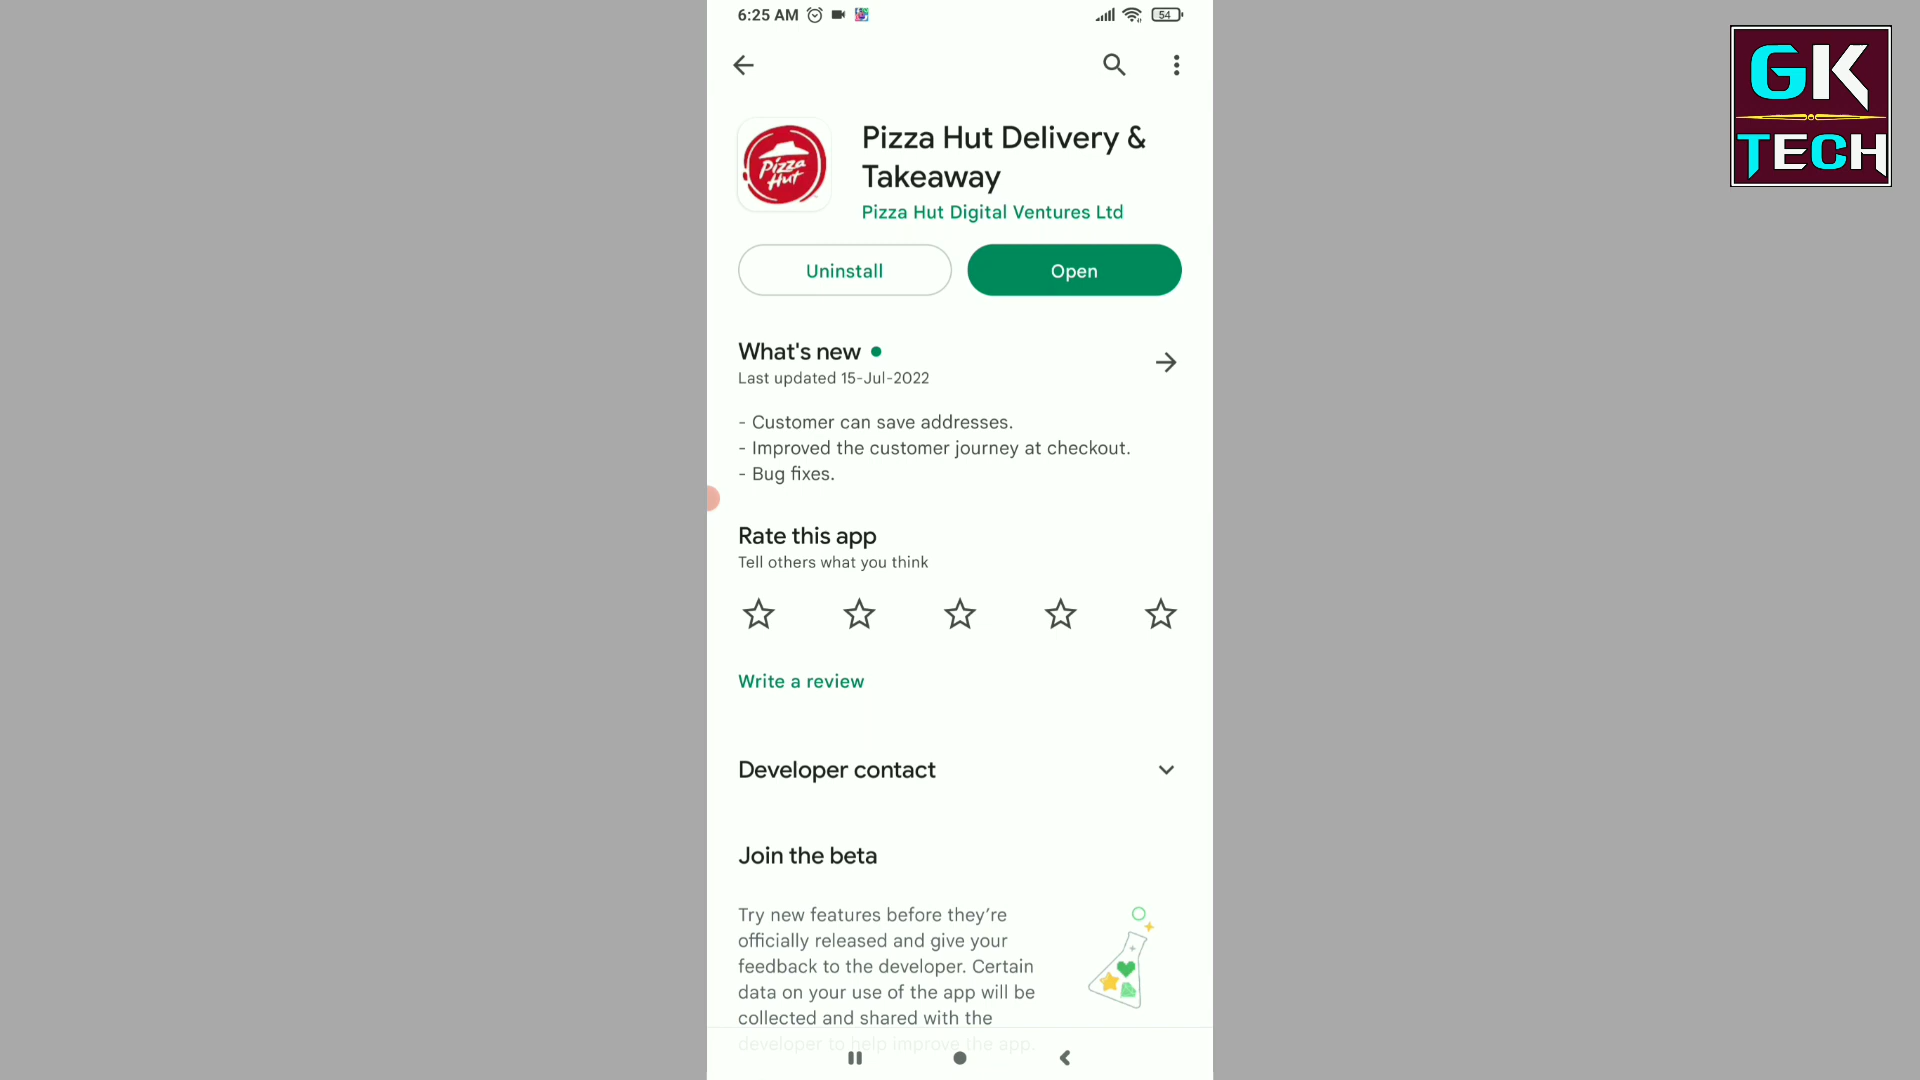 6:25 AM
54
GK
TECH
Pizza Hut Delivery &
Takeaway
Pizza
Hut
Pizza Hut Digital Ventures Ltd
Uninstall
Open
What's new
Last updated 15-Jul-2022
- Customer can save addresses.
- Improved the customer journey at checkout.
- Bug fixes.
Rate this app
Tell others what you think
Write a review
Developer contact
Join the beta
Try new features before they’re
officially released and give your
feedback to the developer. Certain
data on your use of the app will be
collected and shared with the
developer to help improve the app.